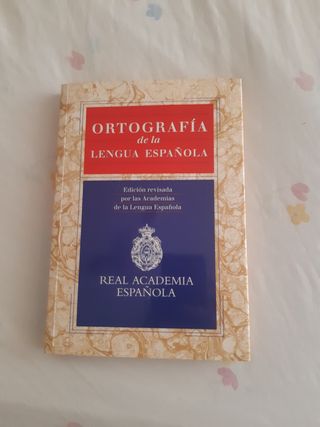 ORTOGRAFÍA
de la
LENGUA ESPAÑOLA
Edición revisada
por las Academias
de la Lengua Española
REAL ACADEMIA
ESPAÑOLA